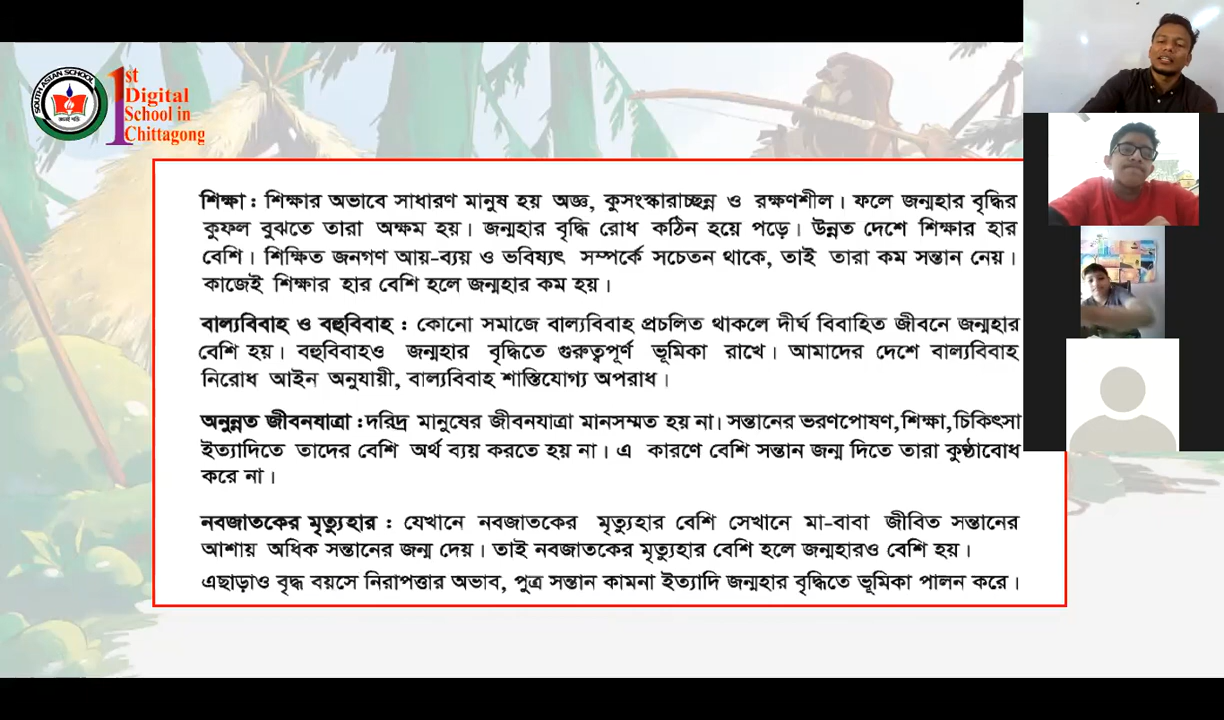 SOUTH ASIAN SCHOOL
1st
Digital
School in
Chittagong
শিক্ষা : শিক্ষার অভাবে সাধারণ মানুষ হয় অজ্ঞ, কুসংস্কারাচ্ছন্ন ও রক্ষণশীল। ফলে জন্মহার বৃদ্ধির
কুফল বুঝতে তারা অক্ষম হয়। জন্মহার বৃদ্ধি রোধ কঠিন হয়ে পড়ে। উন্নত দেশে শিক্ষার হার
বেশি। শিক্ষিত জনগণ আয়-ব্যয় ও ভবিষ্যৎ সম্পর্কে সচেতন থাকে, তাই তারা কম সন্তান নেয়।
কাজেই শিক্ষার হার বেশি হলে জন্মহার কম হয়।
বাল্যবিবাহ ও বহুবিবাহ : কোনো সমাজে বাল্যবিবাহ প্রচলিত থাকলে দীর্ঘ বিবাহিত জীবনে জন্মহার
বেশি হয়। বহুবিবাহও জন্মহার বৃদ্ধিতে গুরুত্বপূর্ণ ভূমিকা রাখে। আমাদের দেশে বাল্যবিবাহ
নিরোধ আইন অনুযায়ী, বাল্যবিবাহ শাস্তিযোগ্য অপরাধ।
অনুন্নত জীবনযাত্রা :দরিদ্র মানুষের জীবনযাত্রা মানসম্মত হয় না। সন্তানের ভরণপোষণ,শিক্ষা,চিকিৎসা
ইত্যাদিতে তাদের বেশি অর্থ ব্যয় করতে হয় না। এ কারণে বেশি সন্তান জন্ম দিতে তারা কুণ্ঠাবোধ
করে না।
নবজাতকের মৃত্যুহার : যেখানে নবজাতকের মৃত্যুহার বেশি সেখানে মা-বাবা জীবিত সন্তানের
আশায় অধিক সন্তানের জন্ম দেয়। তাই নবজাতকের মৃত্যুহার বেশি হলে জন্মহারও বেশি হয়।
এছাড়াও বৃদ্ধ বয়সে নিরাপত্তার অভাব, পুত্র সন্তান কামনা ইত্যাদি জন্মহার বৃদ্ধিতে ভূমিকা পালন করে।